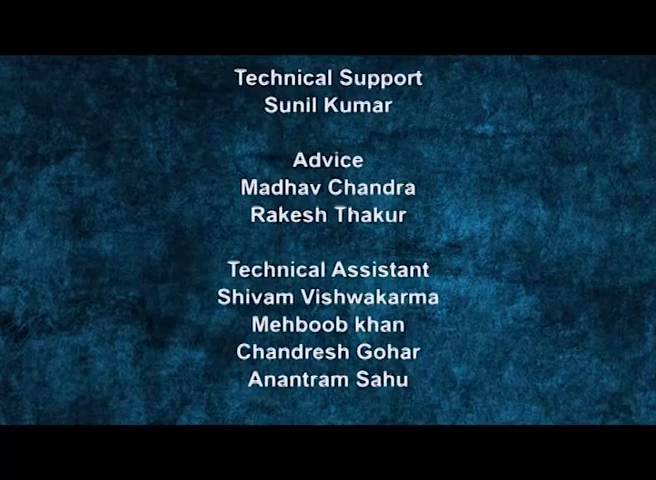 Technical Support
Sunil Kumar
Advice
Madhav Chandra
Rakesh Thakur
Technical Assistant
Shivam Vishwakarma
Mehboob khan
Chandresh Gohar
Anantram Sahu